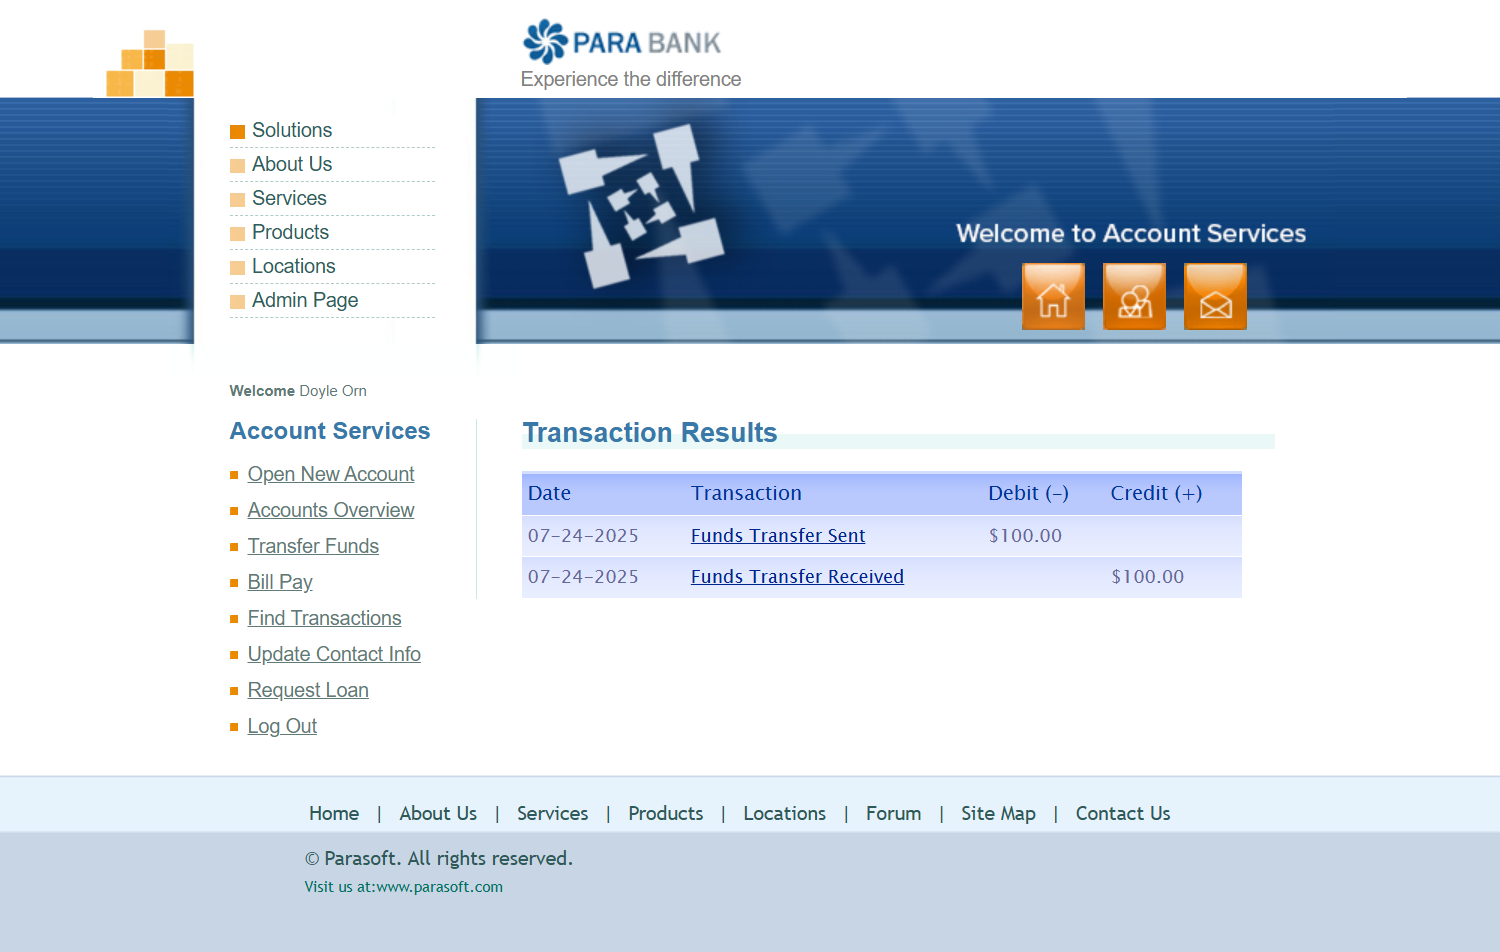 PARA BANK
Experience the difference
Solutions
About Us
Services
Products
Locations
Admin Page
Welcome to Account Services
Welcome Doyle Orn
Account Services
Open New Account
Accounts Overview
Transfer Funds
Bill Pay
Find Transactions
Update Contact Info
Request Loan
Log Out
Transaction Results
Date Transaction Debit (-) Credit (+)
07-24-2025 Funds Transfer Sent $100.00
07-24-2025 Funds Transfer Received $100.00
Home | About Us | Services | Products | Locations | Forum | Site Map | Contact Us
© Parasoft. All rights reserved.
Visit us at:www.parasoft.com